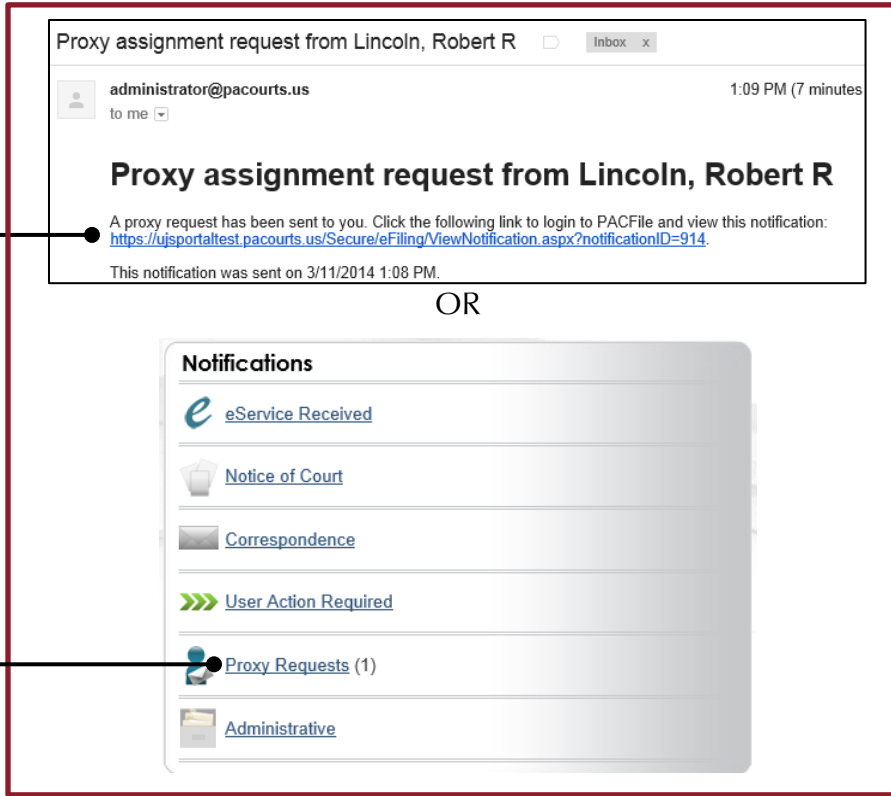 Proxy assignment request from Lincoln, Robert R Inbox x
administrator@pacourts.us 1:09 PM (7 minutes
to me
Proxy assignment request from Lincoln, Robert R
A proxy request has been sent to you. Click the following link to login to PACFile and view this notification:
https://ujsportaltest.pacourts.us/Secure/eFiling/ViewNotification.aspx?notificationID=914.
This notification was sent on 3/11/2014 1:08 PM.
OR
Notifications
eService Received
Notice of Court
Correspondence
User Action Required
Proxy Requests (1)
Administrative